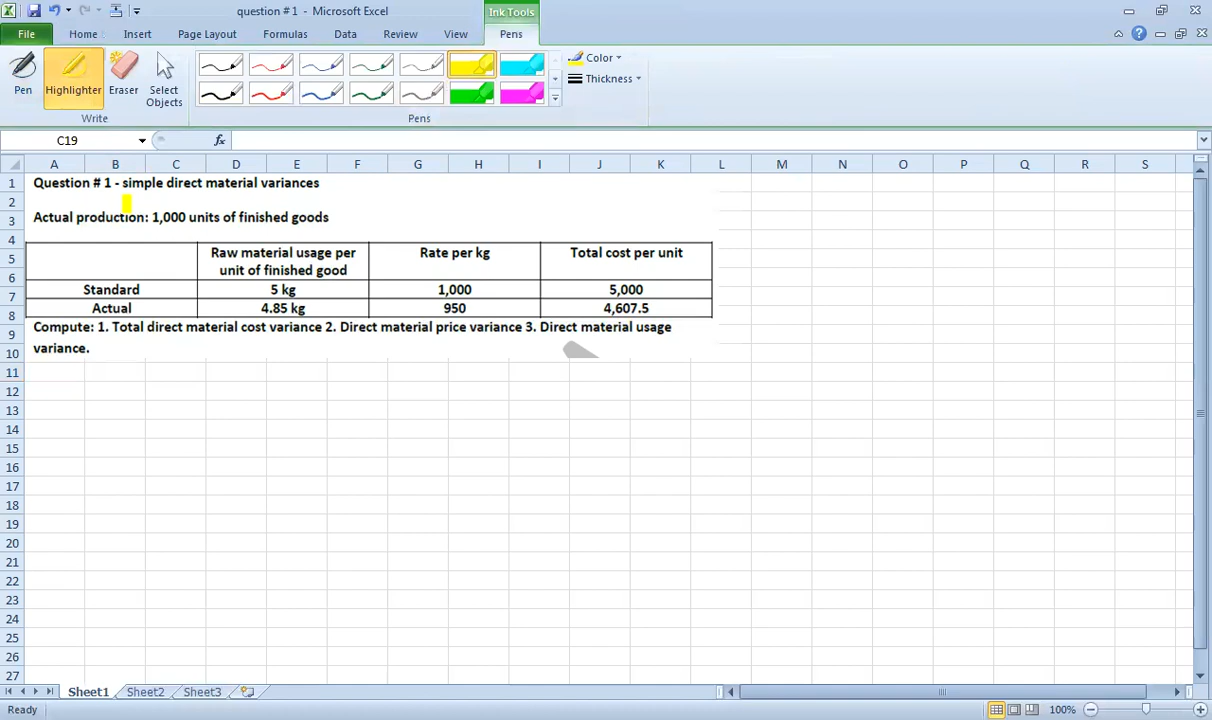 question # 1 - Microsoft Excel
Ink Tools
File Home Insert Page Layout Formulas Data Review View Pens
Pen Highlighter Eraser Select Objects
Color
Thickness
Write Pens
C19 fx
A B C D E F G H I J K L M N O P Q R S
1 Question # 1 - simple direct material variances
2
3 Actual production: 1,000 units of finished goods
4
5 Raw material usage per Rate per kg Total cost per unit
6 unit of finished good
7 Standard 5 kg 1,000 5,000
8 Actual 4.85 kg 950 4,607.5
9 Compute: 1. Total direct material cost variance 2. Direct material price variance 3. Direct material usage
10 variance.
11
12
13
14
15
16
17
18
19
20
21
22
23
24
25
26
27
Sheet1 Sheet2 Sheet3
Ready 100%